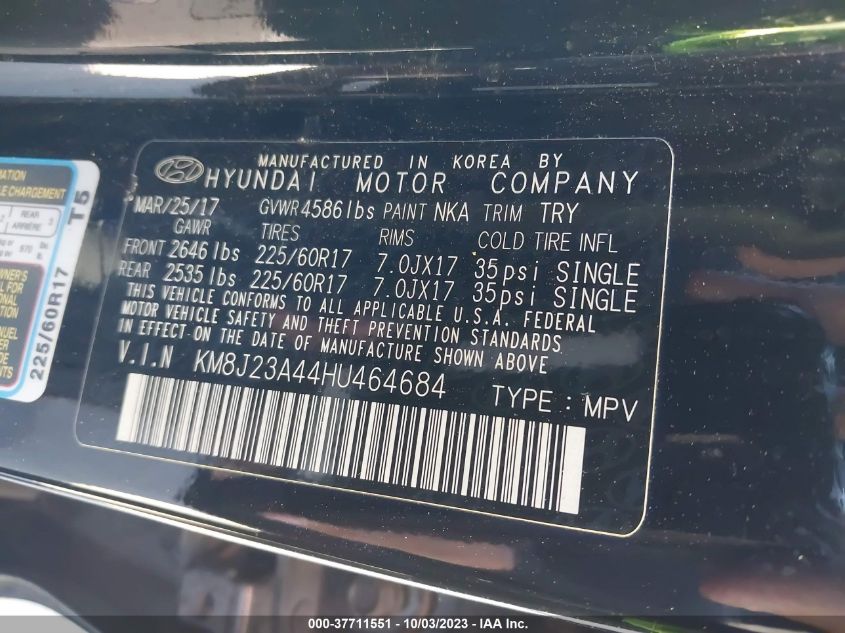 MANUFACTURED IN KOREA BY
HYUNDAI MOTOR COMPANY
MAR/25/17 GVWR 4586 lbs PAINT NKA TRIM TRY
GAWR TIRES RIMS COLD TIRE INFL
FRONT 2646 lbs 225/60R17 7.0JX17 35psi SINGLE
REAR 2535 lbs 225/60R17 7.0JX17 35psi SINGLE
THIS VEHICLE CONFORMS TO ALL APPLICABLE U.S.A. FEDERAL
MOTOR VEHICLE SAFETY AND THEFT PREVENTION STANDARDS
IN EFFECT ON THE DATE OF MANUFACTURE SHOWN ABOVE
V.I.N KM8J23A44HU464684 TYPE : MPV
CHARGEMENT
REAR
ARRIÈRE
T5
225/60R17
000-37711551 - 10/03/2023 - IAA Inc.